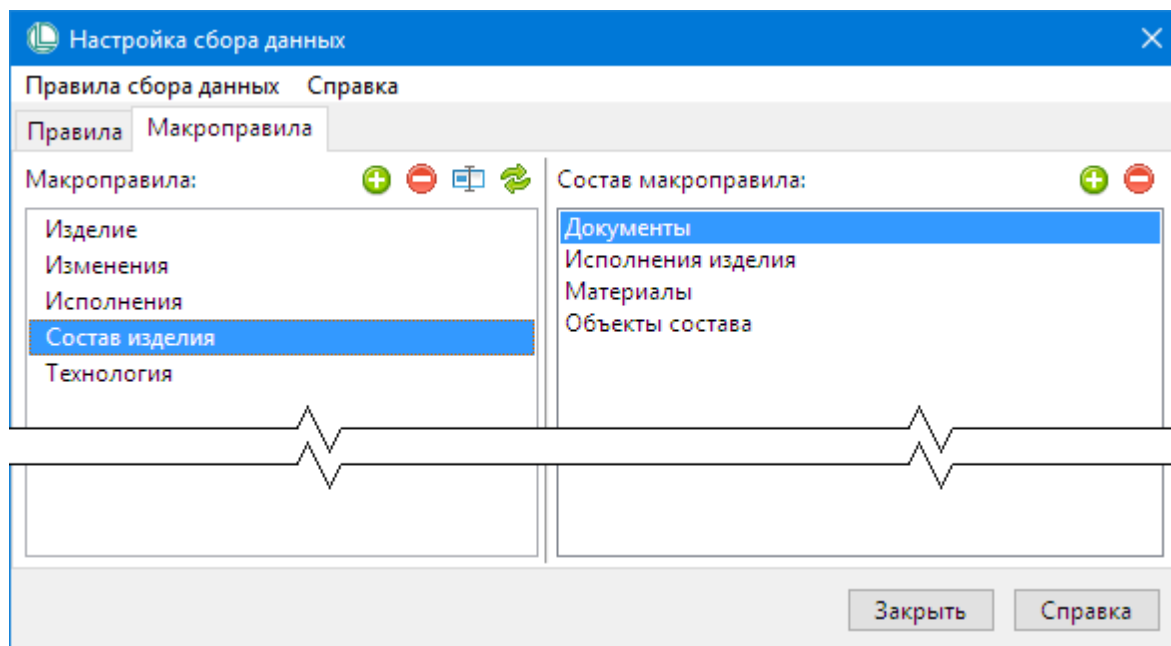 Настройка сбора данных
Правила сбора данных Справка
Правила Макроправила
Макроправила:
Изделие
Изменения
Исполнения
Состав изделия
Технология
Состав макроправила:
Документы
Исполнения изделия
Материалы
Объекты состава
Закрыть Справка